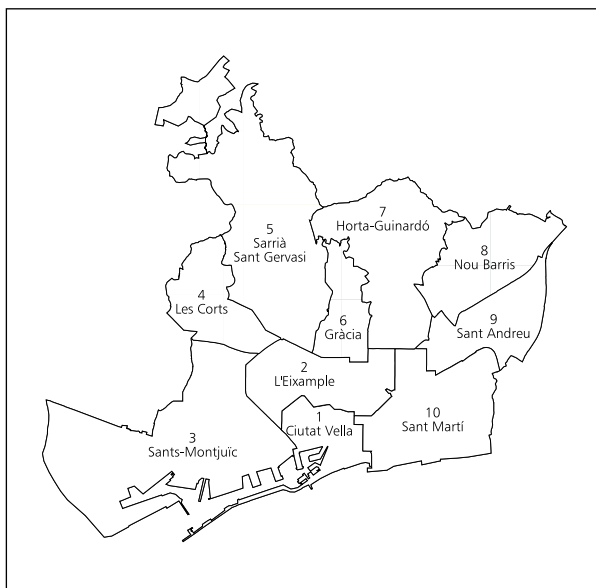 5
Sarrià
Sant Gervasi
7
Horta-Guinardó
8
Nou Barris
4
Les Corts
6
Gràcia
9
Sant Andreu
2
L'Eixample
1
Ciutat Vella
10
Sant Martí
3
Sants-Montjuïc